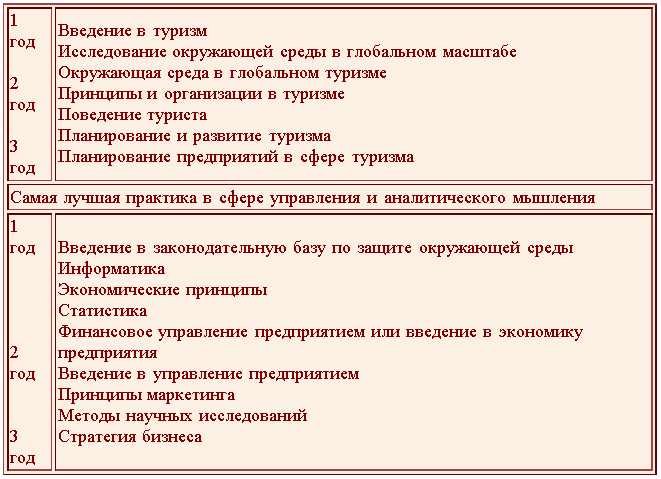 1
год
Введение в туризм
Исследование окружающей среды в глобальном масштабе
2
год
Окружающая среда в глобальном туризме
Принципы и организации в туризме
Поведение туриста
3
год
Планирование и развитие туризма
Планирование предприятий в сфере туризма
Самая лучшая практика в сфере управления и аналитического мышления
1
год
Введение в законодательную базу по защите окружающей среды
Информатика
Экономические принципы
Статистика
Финансовое управление предприятием или введение в экономику
предприятия
2
год
Введение в управление предприятием
Принципы маркетинга
Методы научных исследований
3
год
Стратегия бизнеса